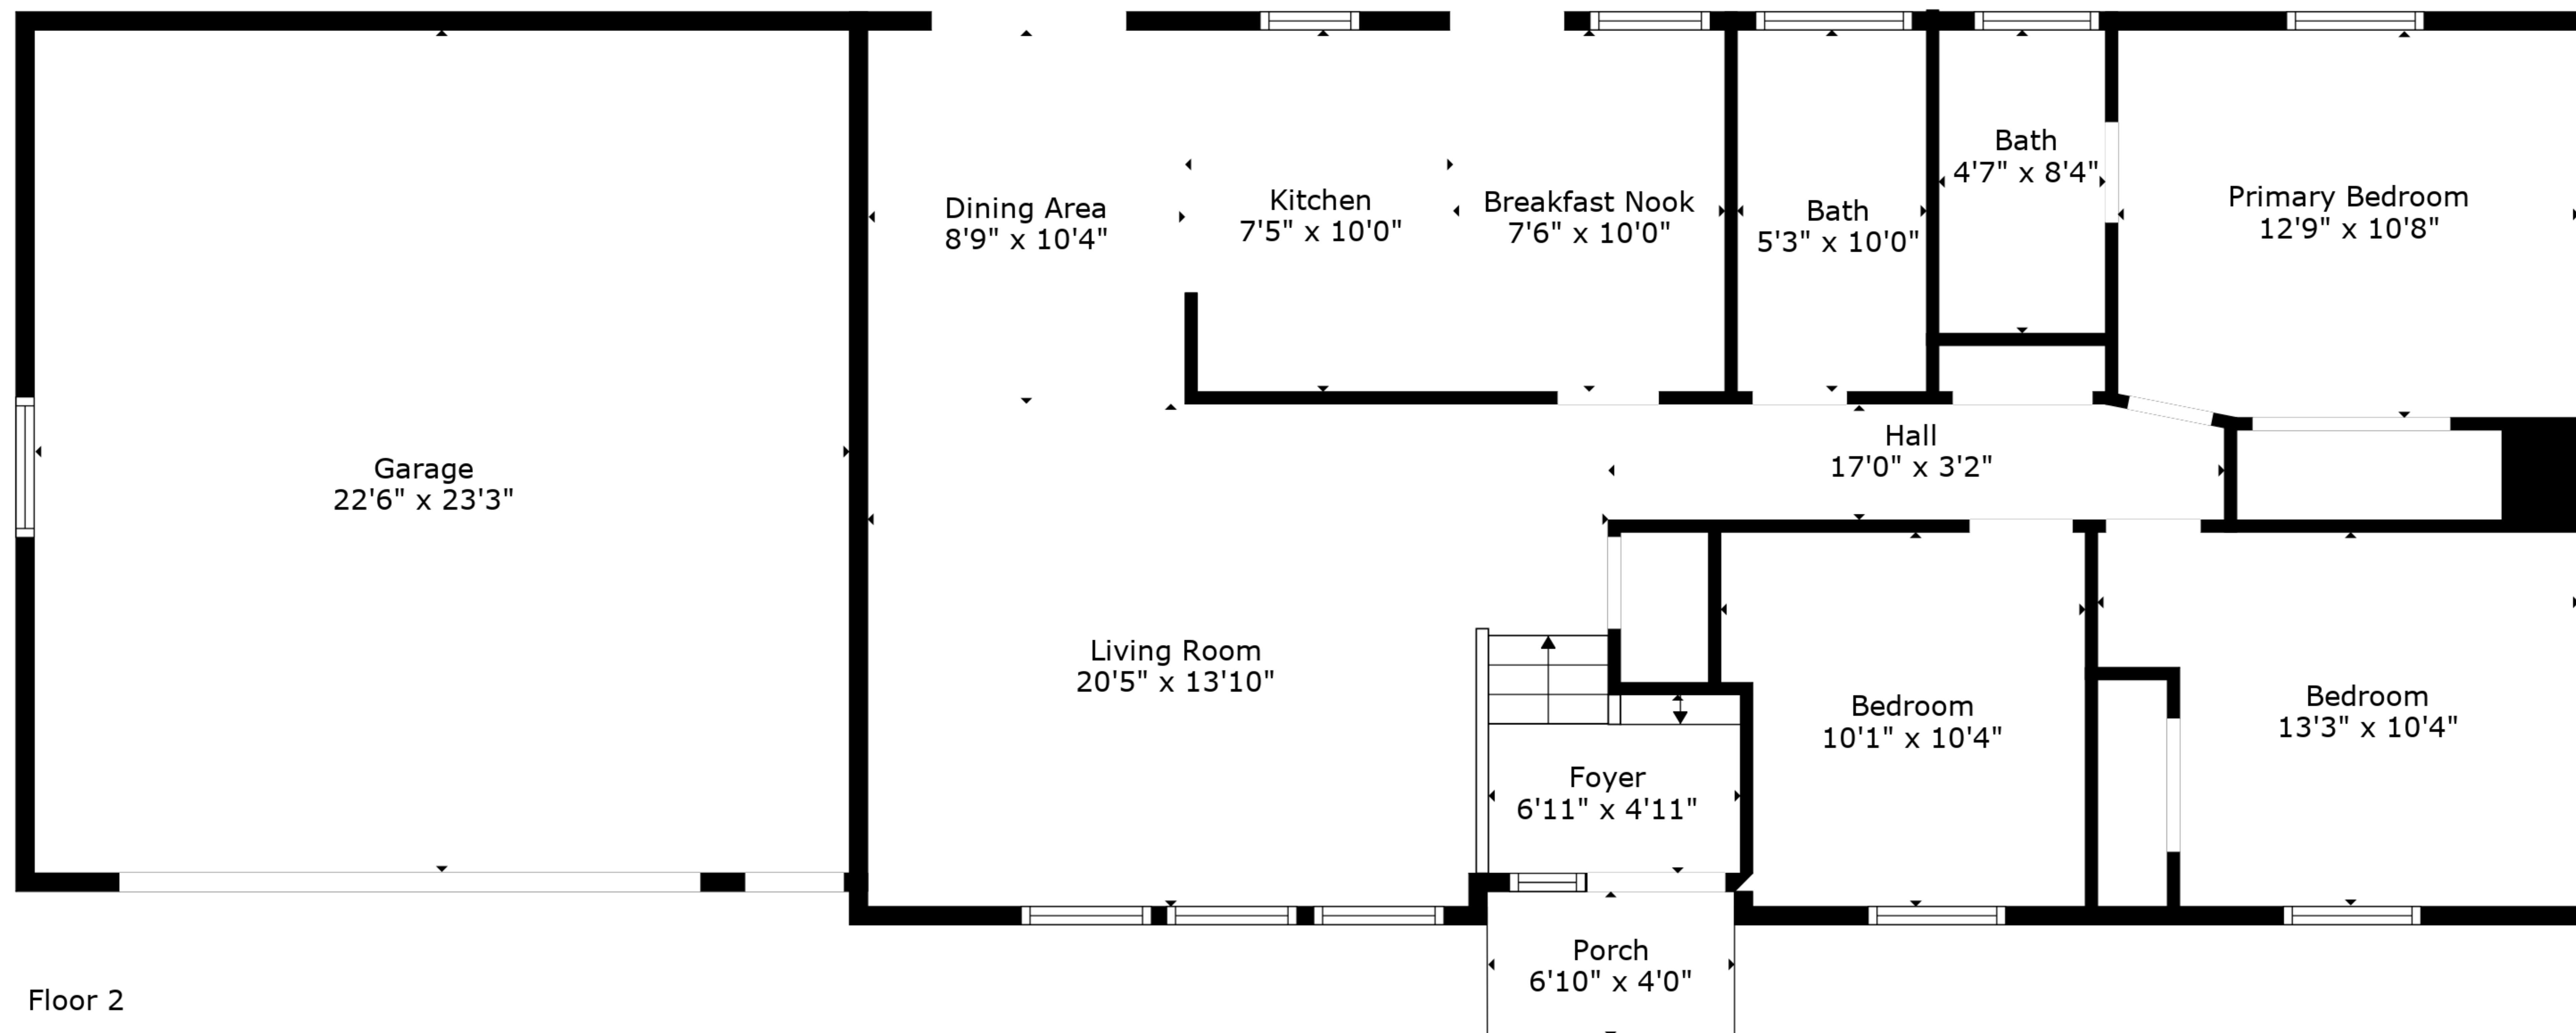 Garage
22'6" x 23'3"
Dining Area
8'9" x 10'4"
Kitchen
7'5" x 10'0"
Breakfast Nook
7'6" x 10'0"
Bath
5'3" x 10'0"
Bath
4'7" x 8'4"
Primary Bedroom
12'9" x 10'8"
Hall
17'0" x 3'2"
Living Room
20'5" x 13'10"
Foyer
6'11" x 4'11"
Bedroom
10'1" x 10'4"
Bedroom
13'3" x 10'4"
Porch
6'10" x 4'0"
Floor 2